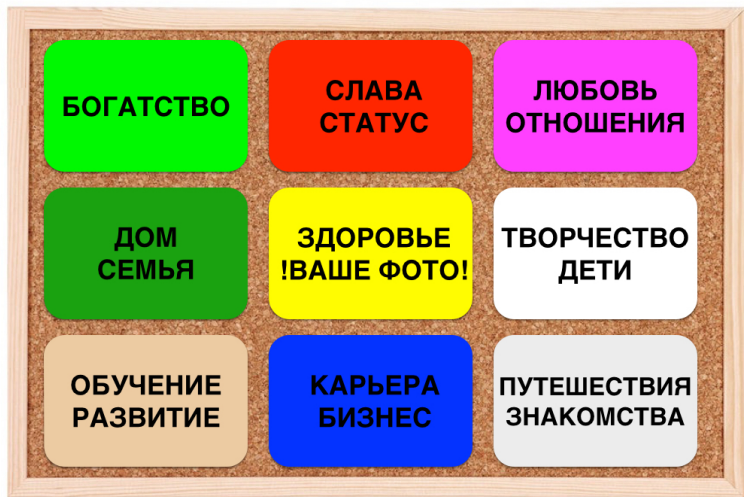 БОГАТСТВО
СЛАВА
СТАТУС
ЛЮБОВЬ
ОТНОШЕНИЯ
ДОМ
СЕМЬЯ
ЗДОРОВЬЕ
!ВАШЕ ФОТО!
ТВОРЧЕСТВО
ДЕТИ
ОБУЧЕНИЕ
РАЗВИТИЕ
КАРЬЕРА
БИЗНЕС
ПУТЕШЕСТВИЯ
ЗНАКОМСТВА